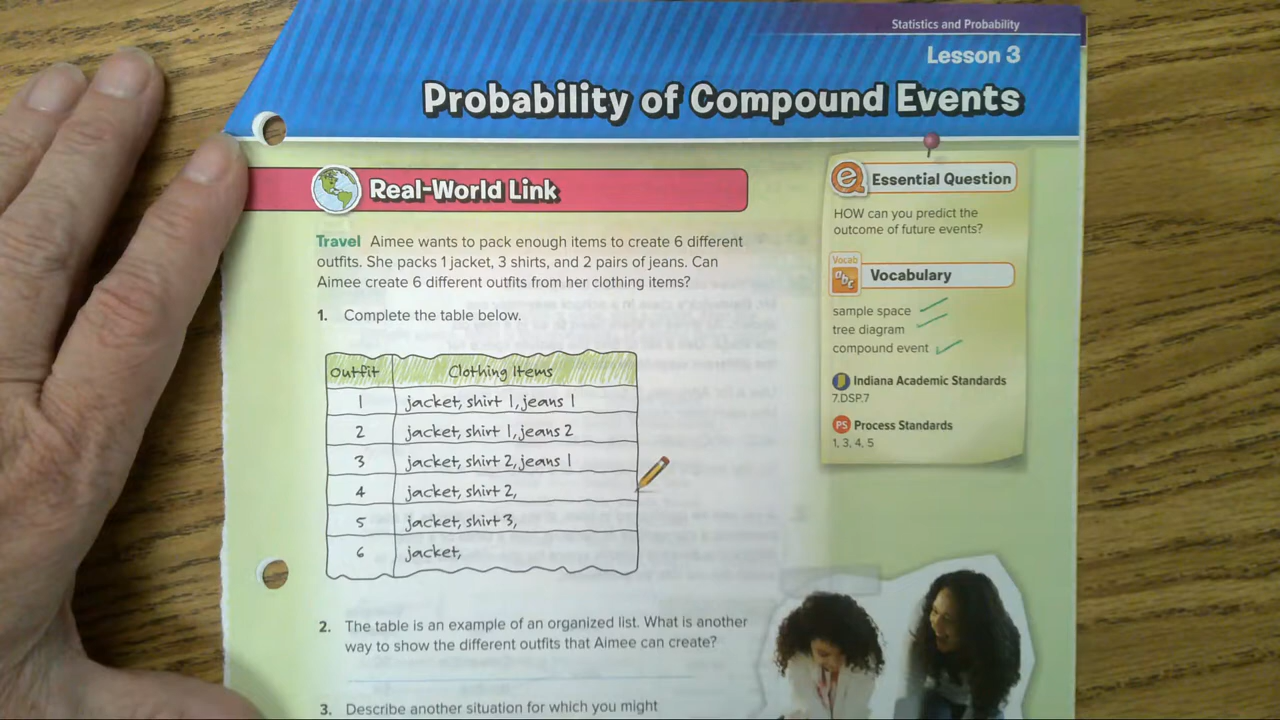 Statistics and Probability
Lesson 3
Probability of Compound Events
Real-World Link
Travel Aimee wants to pack enough items to create 6 different
outfits. She packs 1 jacket, 3 shirts, and 2 pairs of jeans. Can
Aimee create 6 different outfits from her clothing items?
1. Complete the table below.
Outfit Clothing Items
1 jacket, shirt 1, jeans 1
2 jacket, shirt 1, jeans 2
3 jacket, shirt 2, jeans 1
4 jacket, shirt 2,
5 jacket, shirt 3,
6 jacket,
2. The table is an example of an organized list. What is another
way to show the different outfits that Aimee can create?
3. Describe another situation for which you might
e Essential Question
HOW can you predict the
outcome of future events?
Vocab
abc Vocabulary
sample space
tree diagram
compound event
Indiana Academic Standards
7.DSP.7
PS Process Standards
1, 3, 4, 5